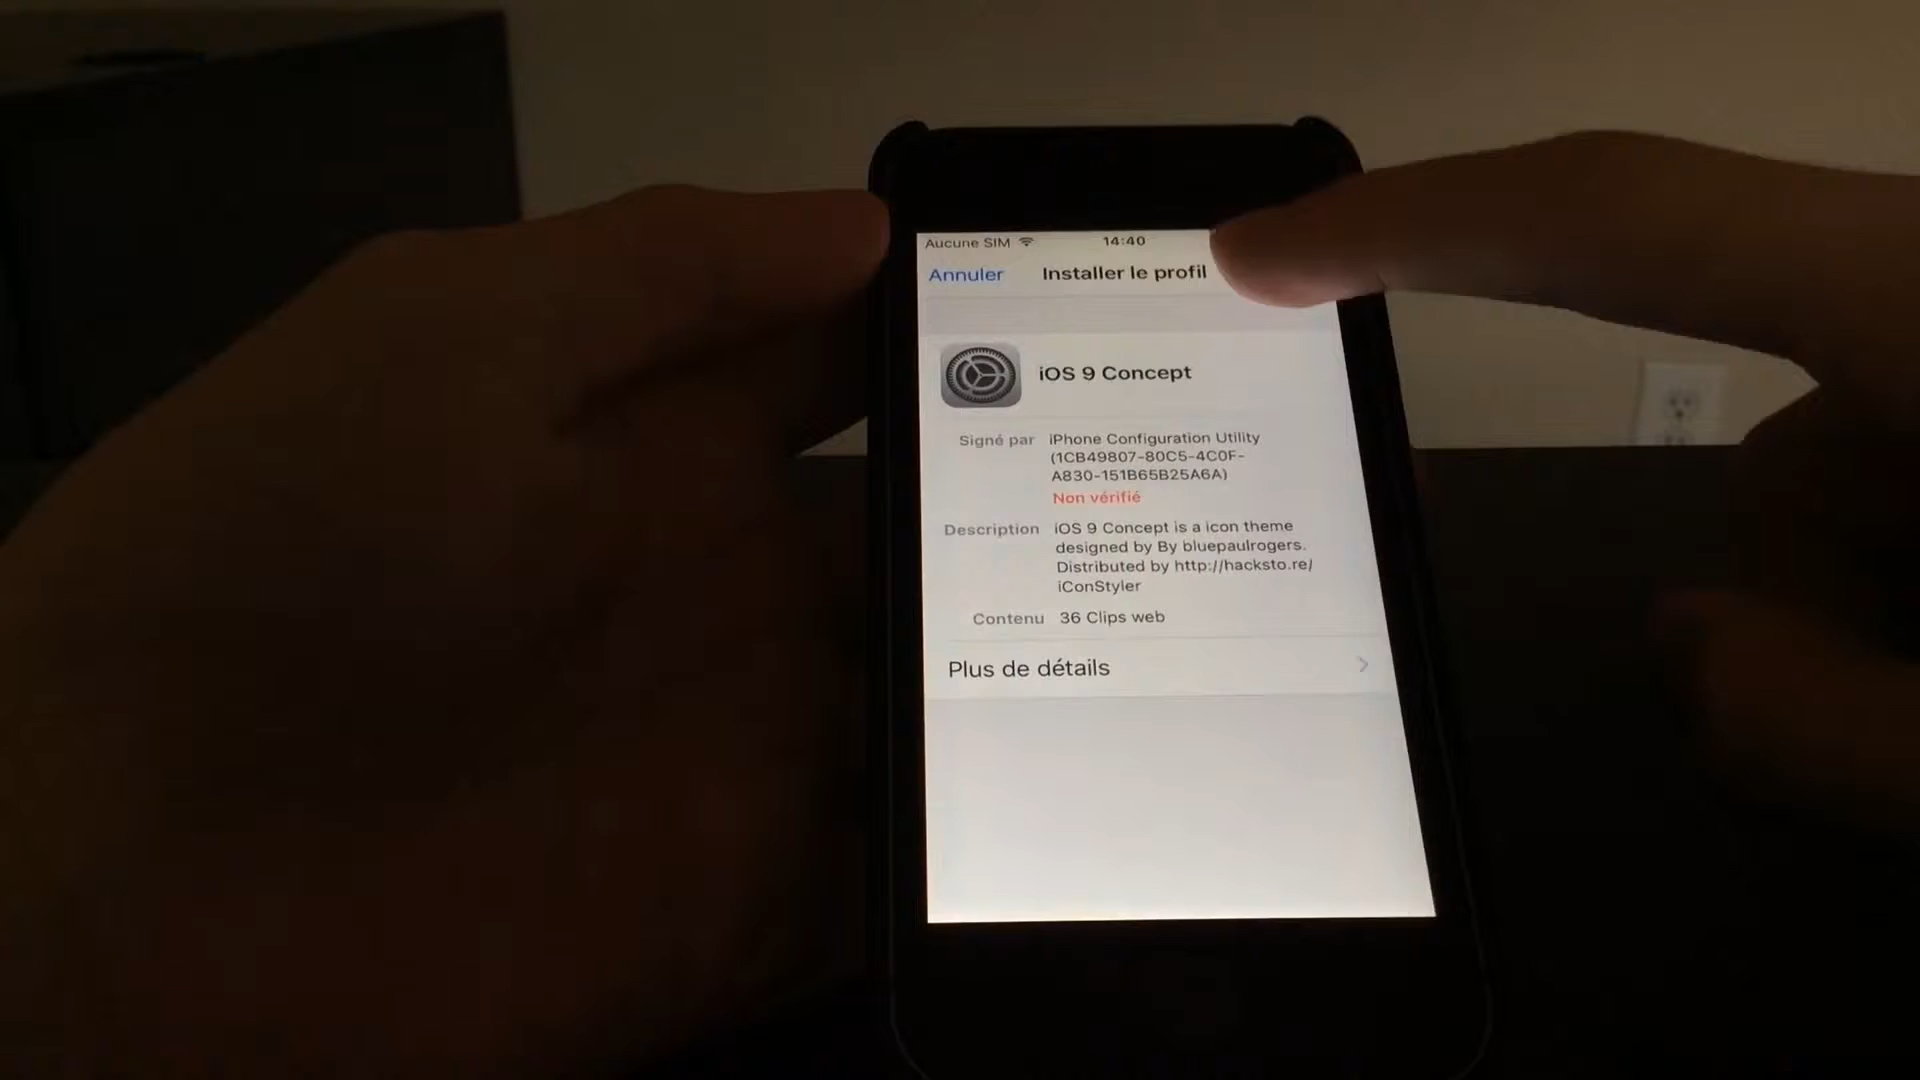 Aucune SIM 14:40
Annuler Installer le profil
iOS 9 Concept
Signé par iPhone Configuration Utility
(1CB49807-80C5-4C0F-
A830-151B65B25A6A)
Non vérifié
Description iOS 9 Concept is a icon theme
designed by By bluepaulrogers.
Distributed by http://hacksto.re/
iConStyler
Contenu 36 Clips web
Plus de détails